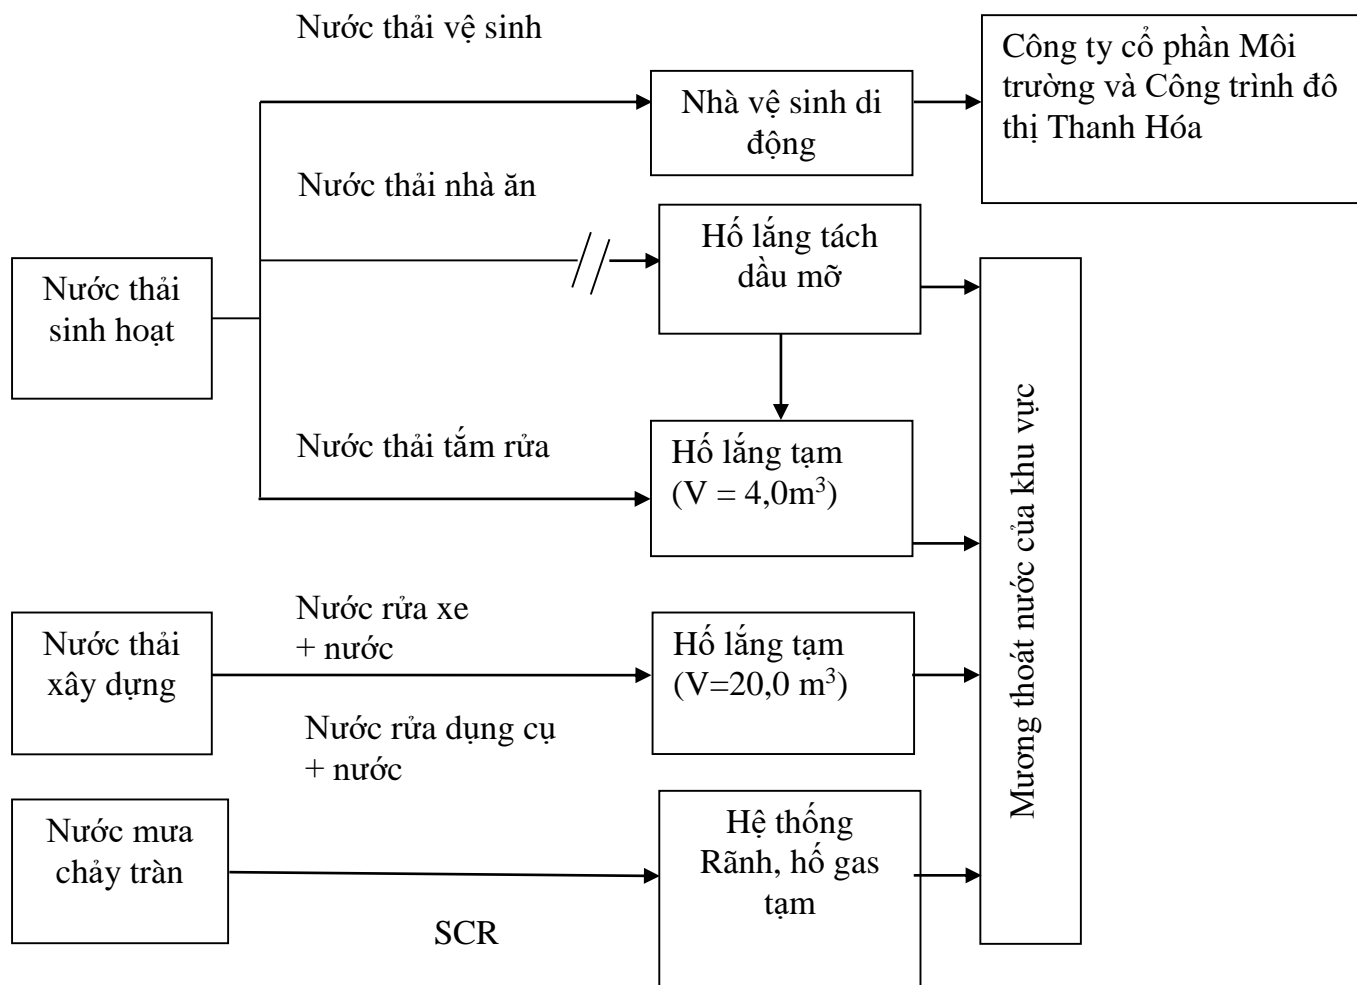 Nước thải vệ sinh
Công ty cổ phần Môi
trường và Công trình đô
thị Thanh Hóa
Nhà vệ sinh di
động
Nước thải nhà ăn
Hố lắng tách
dầu mỡ
Nước thải
sinh hoạt
Nước thải tắm rửa
Hố lắng tạm
(V = 4,0m³)
Mương thoát nước của khu vực
Nước rửa xe
+ nước
Nước thải
xây dựng
Hố lắng tạm
(V=20,0 m³)
Nước rửa dụng cụ
+ nước
Nước mưa
chảy tràn
Hệ thống
Rãnh, hố gas
tạm
SCR